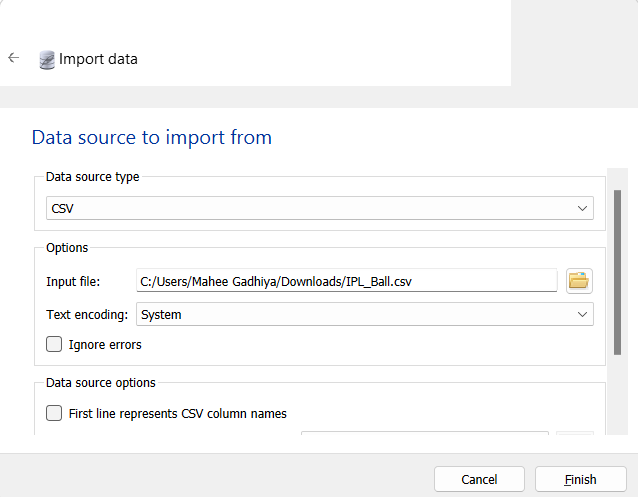 Import data
Data source to import from
Data source type
CSV
Options
Input file: C:/Users/Mahee Gadhiya/Downloads/IPL_Ball.csv
Text encoding: System
Ignore errors
Data source options
First line represents CSV column names
Cancel Finish